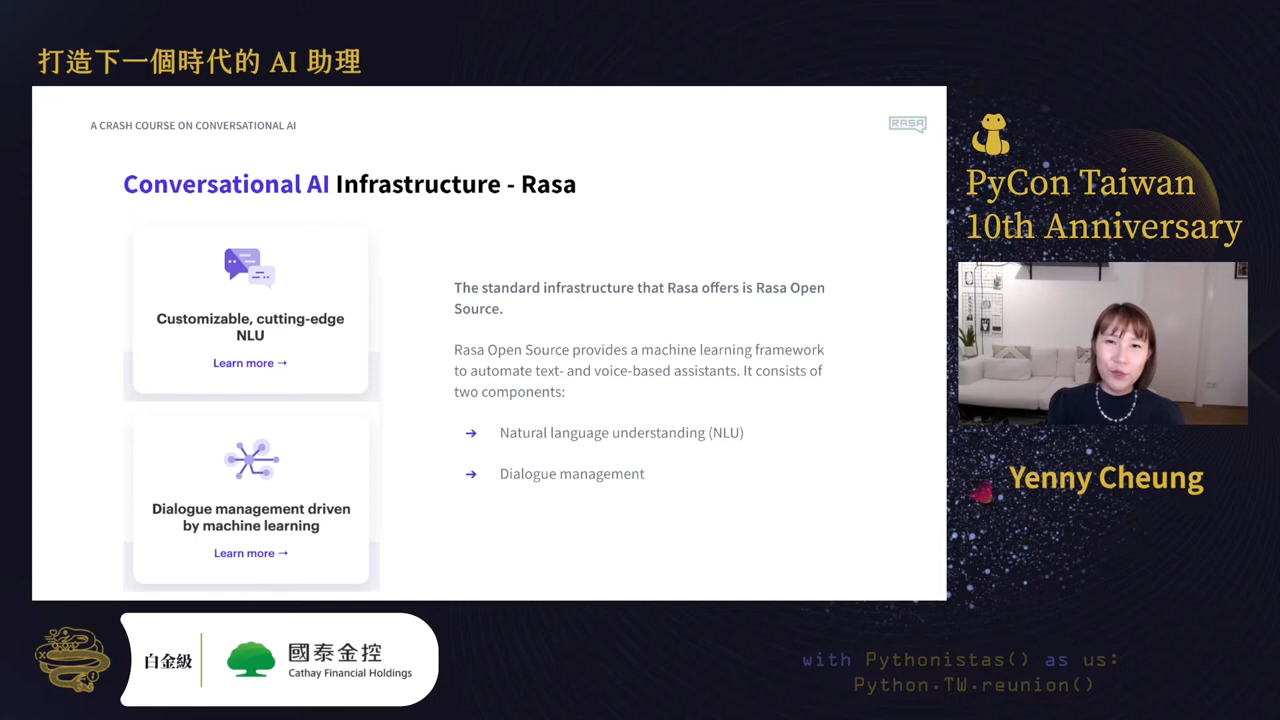 打造下一個時代的 AI 助理
A CRASH COURSE ON CONVERSATIONAL AI
RASA
Conversational AI Infrastructure - Rasa
Customizable, cutting-edge
NLU
Learn more →
Dialogue management driven
by machine learning
Learn more →
The standard infrastructure that Rasa offers is Rasa Open
Source.
Rasa Open Source provides a machine learning framework
to automate text- and voice-based assistants. It consists of
two components:
➔ Natural language understanding (NLU)
➔ Dialogue management
PyCon Taiwan
10th Anniversary
Yenny Cheung
白金級
國泰金控
Cathay Financial Holdings
with Pythonistas() as us:
Python.TW.reunion()